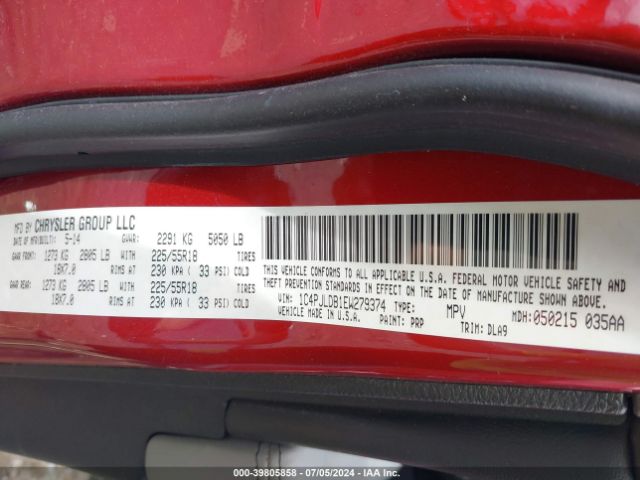 MFD BY CHRYSLER GROUP LLC
DATE OF MFR/BUILT: 5-14 GVWR: 2291 KG 5050 LB
GAWR FRONT: 1273 KG 2805 LB WITH 225/55R18 TIRES
18X7.0 RIMS AT 230 KPA ( 33 PSI) COLD
GAWR REAR: 1273 KG 2805 LB WITH 225/55R18 TIRES
18X7.0 RIMS AT 230 KPA ( 33 PSI) COLD
THIS VEHICLE CONFORMS TO ALL APPLICABLE U.S.A. FEDERAL MOTOR VEHICLE SAFETY AND
THEFT PREVENTION STANDARDS IN EFFECT ON THE DATE OF MANUFACTURE SHOWN ABOVE.
VIN: 1C4PJLDB1EW279374 TYPE: MPV MDH: 050215 035AA
VEHICLE MADE IN U.S.A. PAINT: PRP TRIM: DLA9
000-39805858 - 07/05/2024 - IAA Inc.